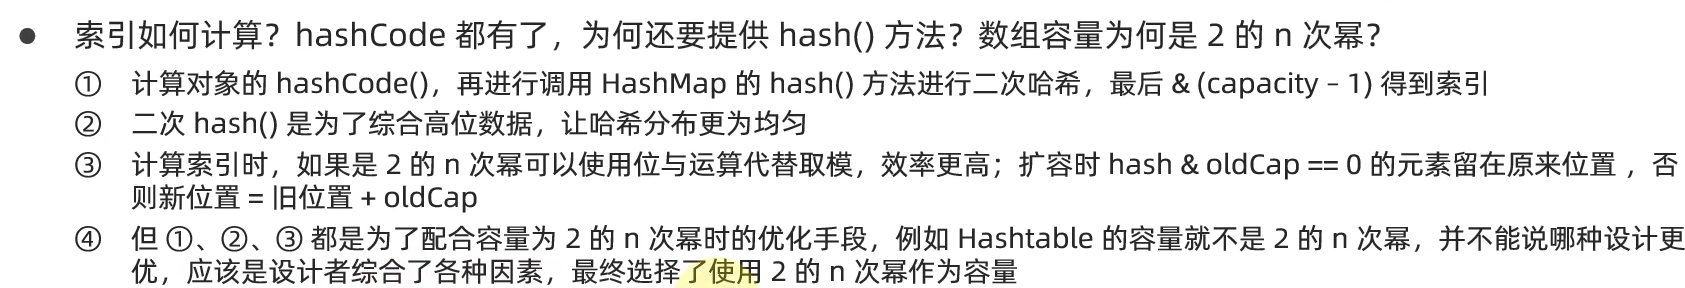 ● 索引如何计算？hashCode 都有了，为何还要提供 hash() 方法？数组容量为何是 2 的 n 次幂？
① 计算对象的 hashCode()，再进行调用 HashMap 的 hash() 方法进行二次哈希，最后 & (capacity – 1) 得到索引
② 二次 hash() 是为了综合高位数据，让哈希分布更为均匀
③ 计算索引时，如果是 2 的 n 次幂可以使用位与运算代替取模，效率更高；扩容时 hash & oldCap == 0 的元素留在原来位置 ，否
则新位置 = 旧位置 + oldCap
④ 但 ①、②、③ 都是为了配合容量为 2 的 n 次幂时的优化手段，例如 Hashtable 的容量就不是 2 的 n 次幂，并不能说哪种设计更
优，应该是设计者综合了各种因素，最终选择了使用 2 的 n 次幂作为容量